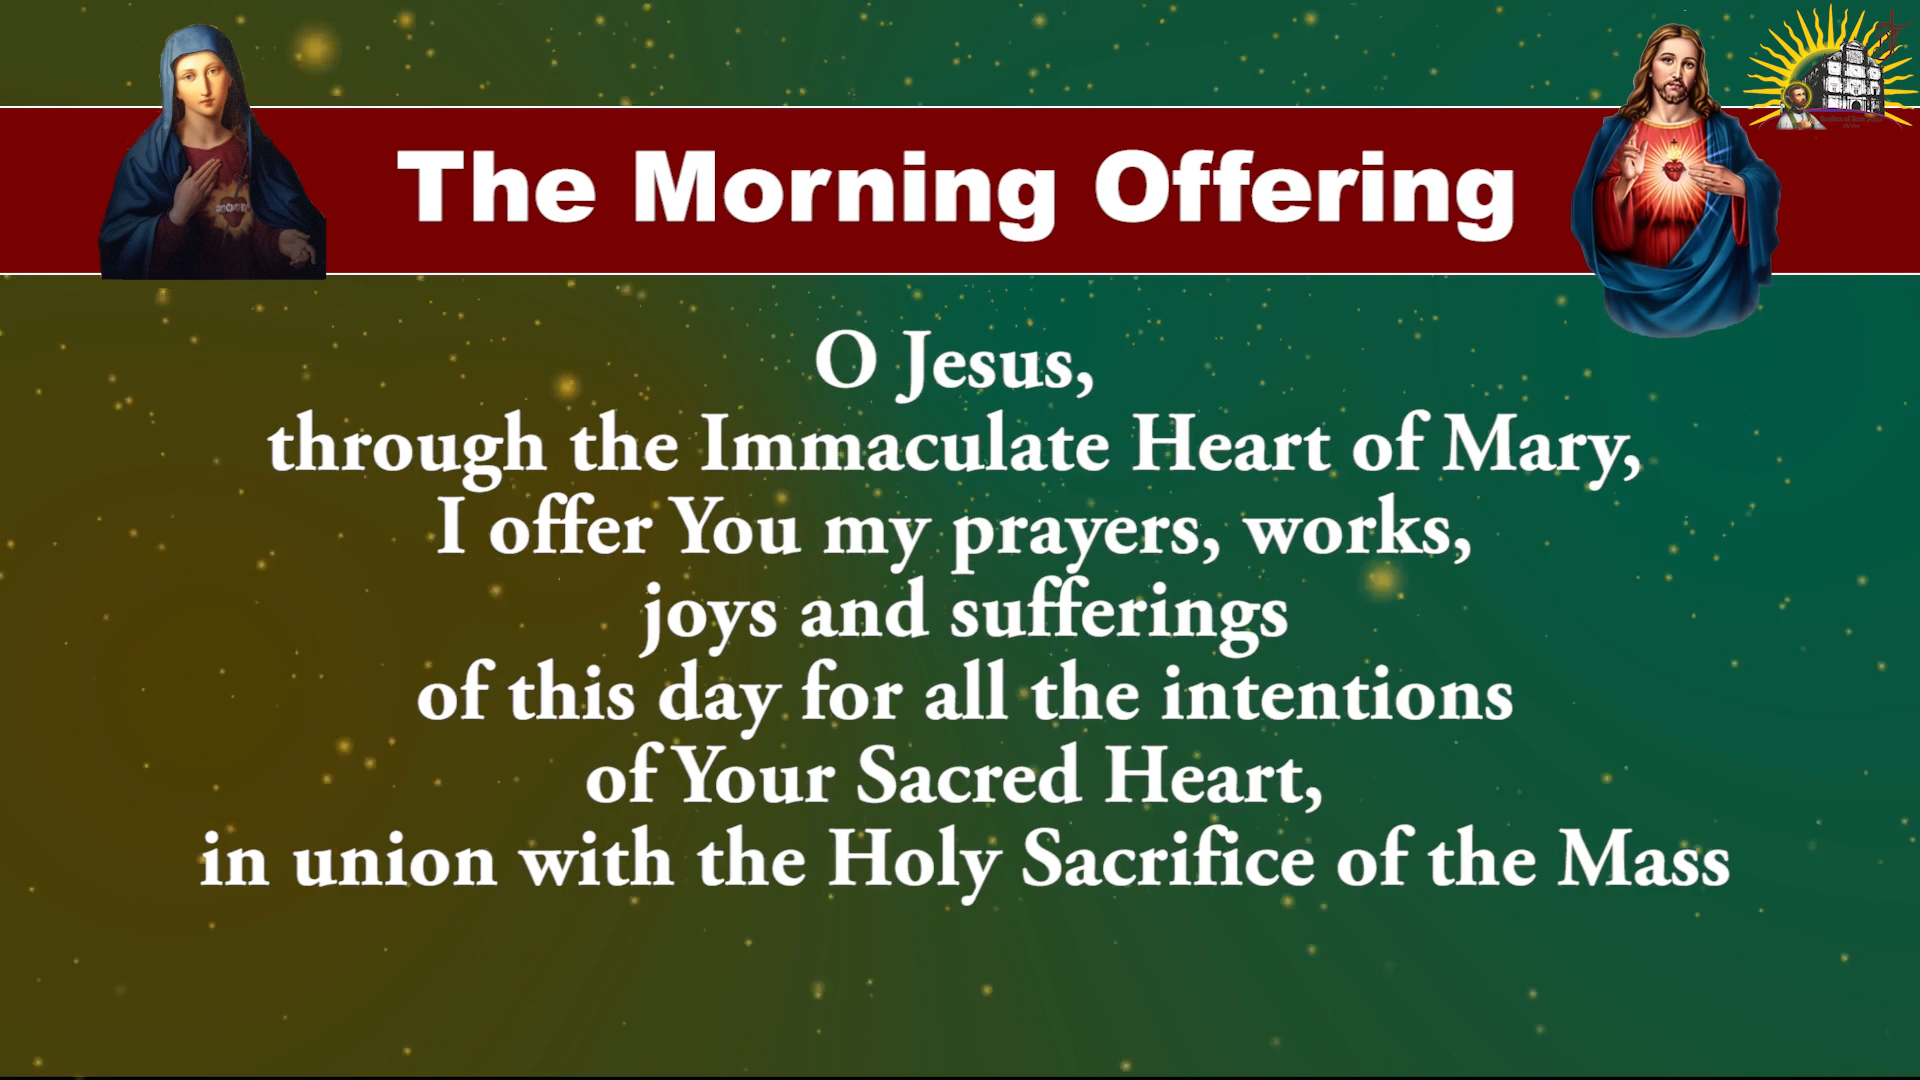 The Morning Offering
O Jesus,
through the Immaculate Heart of Mary,
I offer You my prayers, works,
joys and sufferings
of this day for all the intentions
of Your Sacred Heart,
in union with the Holy Sacrifice of the Mass